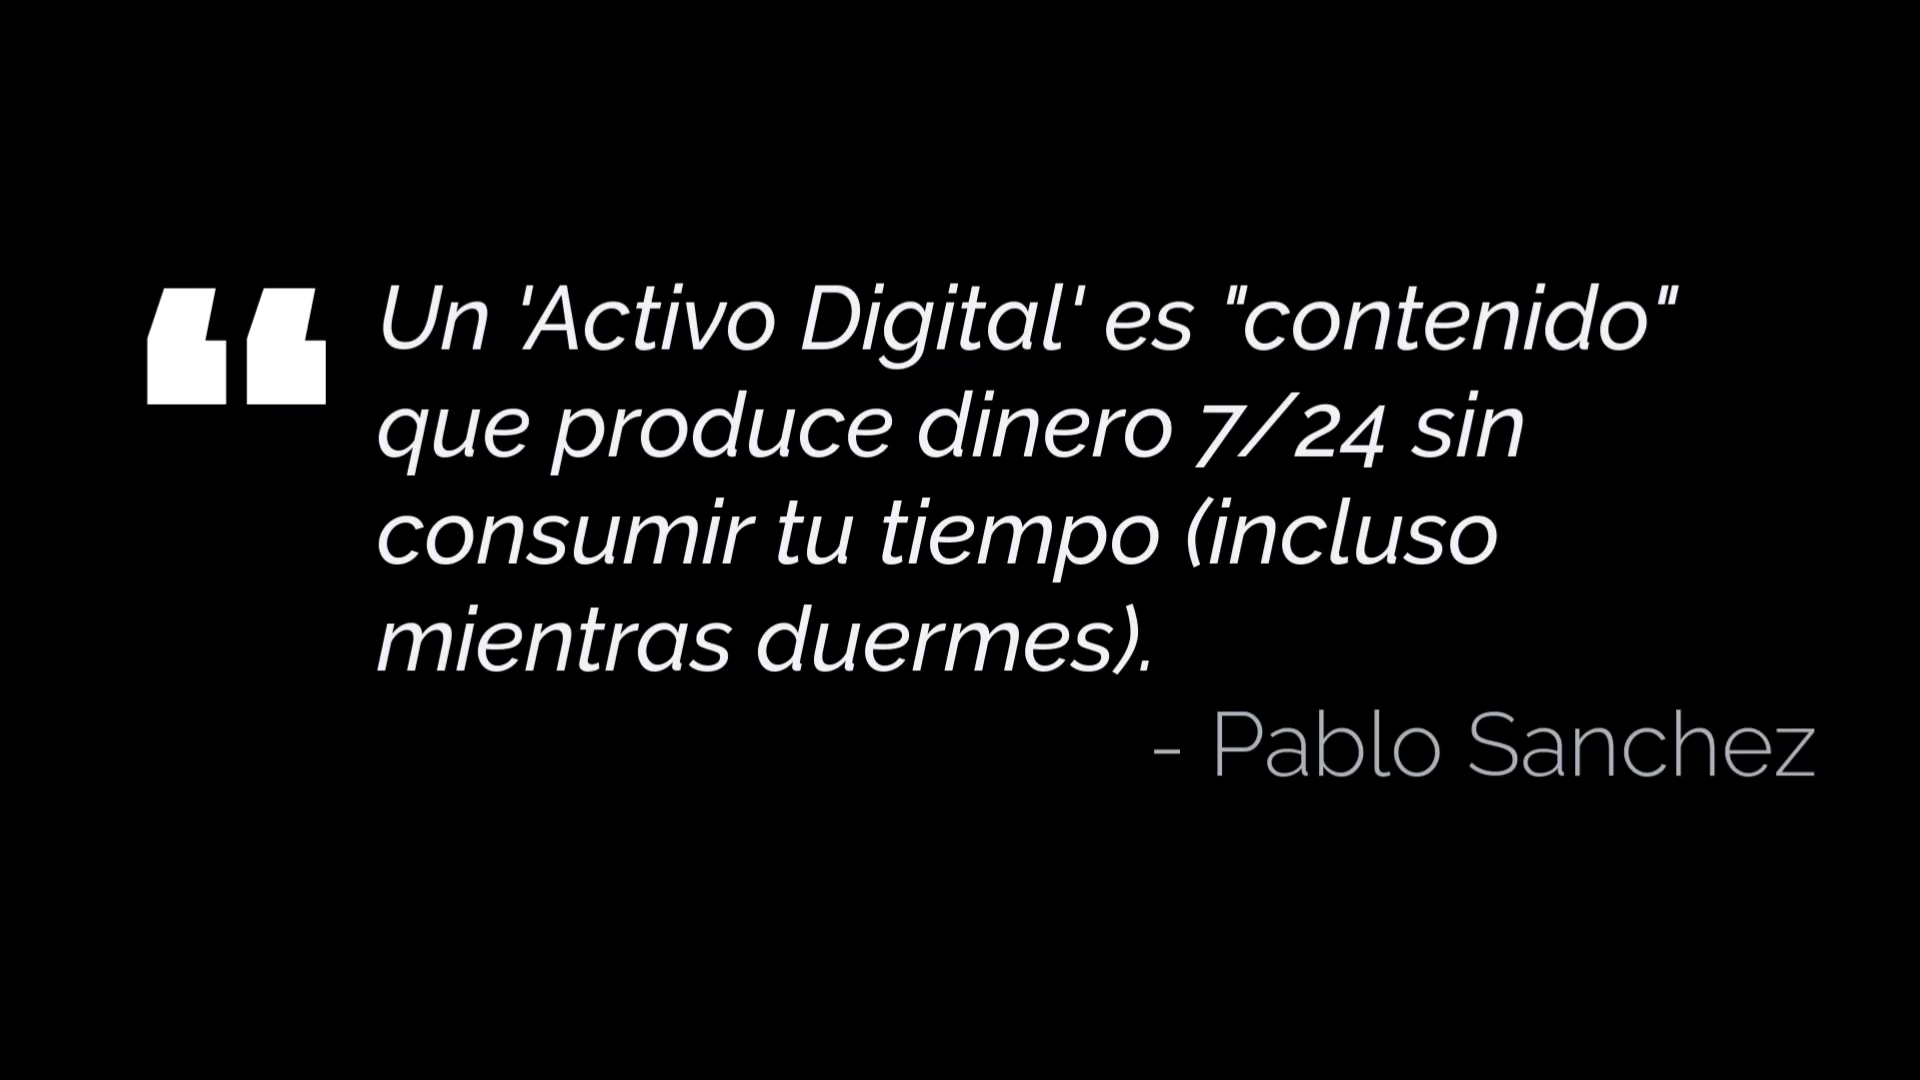 “
Un 'Activo Digital' es "contenido"
que produce dinero 7/24 sin
consumir tu tiempo (incluso
mientras duermes).
- Pablo Sanchez